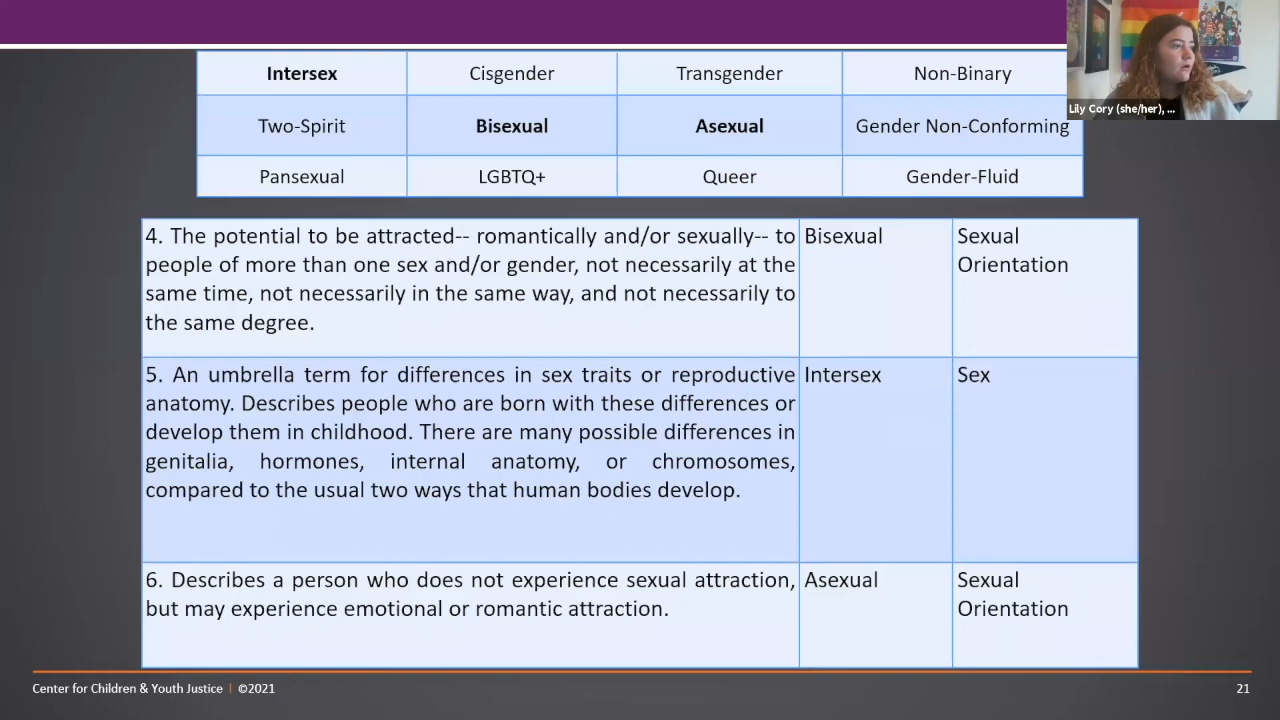 Intersex Cisgender Transgender Non-Binary
Two-Spirit Bisexual Asexual Gender Non-Conforming
Pansexual LGBTQ+ Queer Gender-Fluid
Lily Cory (she/her), ...
4. The potential to be attracted-- romantically and/or sexually-- to
people of more than one sex and/or gender, not necessarily at the
same time, not necessarily in the same way, and not necessarily to
the same degree.
Bisexual
Sexual
Orientation
5. An umbrella term for differences in sex traits or reproductive
anatomy. Describes people who are born with these differences or
develop them in childhood. There are many possible differences in
genitalia, hormones, internal anatomy, or chromosomes,
compared to the usual two ways that human bodies develop.
Intersex
Sex
6. Describes a person who does not experience sexual attraction,
but may experience emotional or romantic attraction.
Asexual
Sexual
Orientation
Center for Children & Youth Justice | ©2021
21